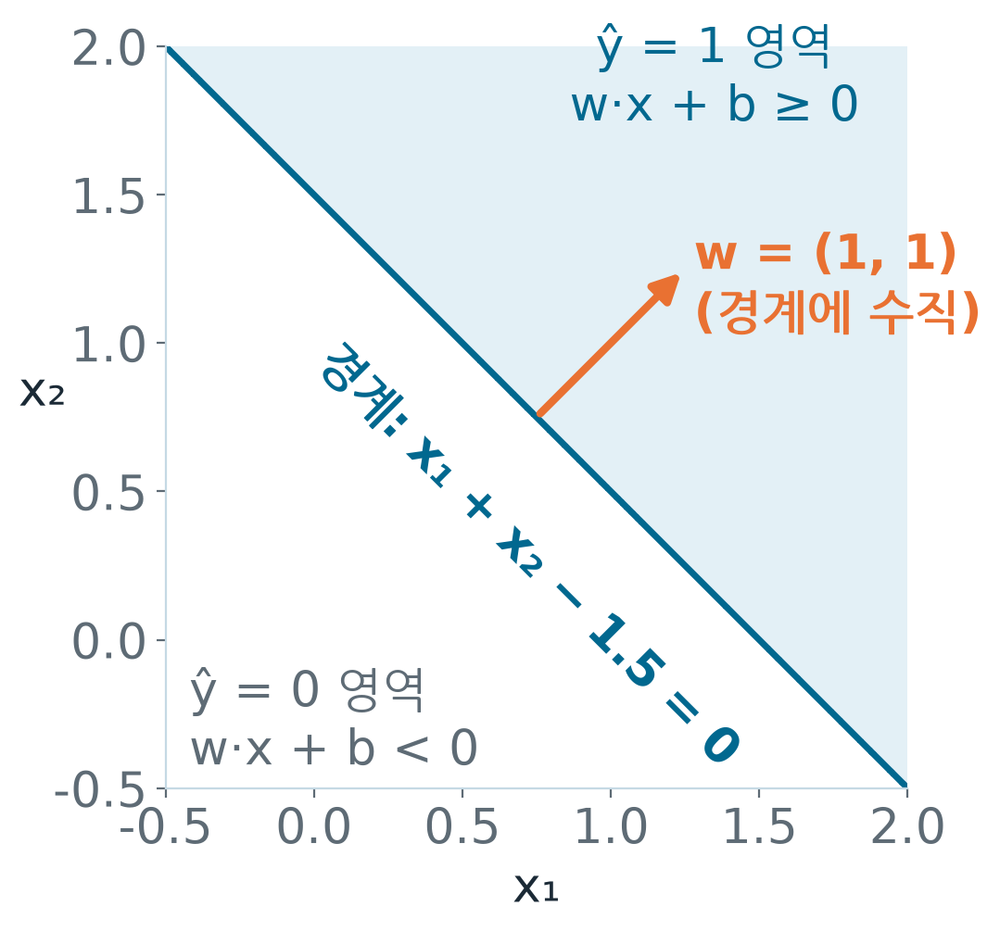 ŷ = 1 영역
w·x + b ≥ 0
2.0
1.5
1.0
0.5
0.0
-0.5
x₂
w = (1, 1)
(경계에 수직)
경계: x₁ + x₂ − 1.5 = 0
ŷ = 0 영역
w·x + b < 0
-0.5 0.0 0.5 1.0 1.5 2.0
x₁